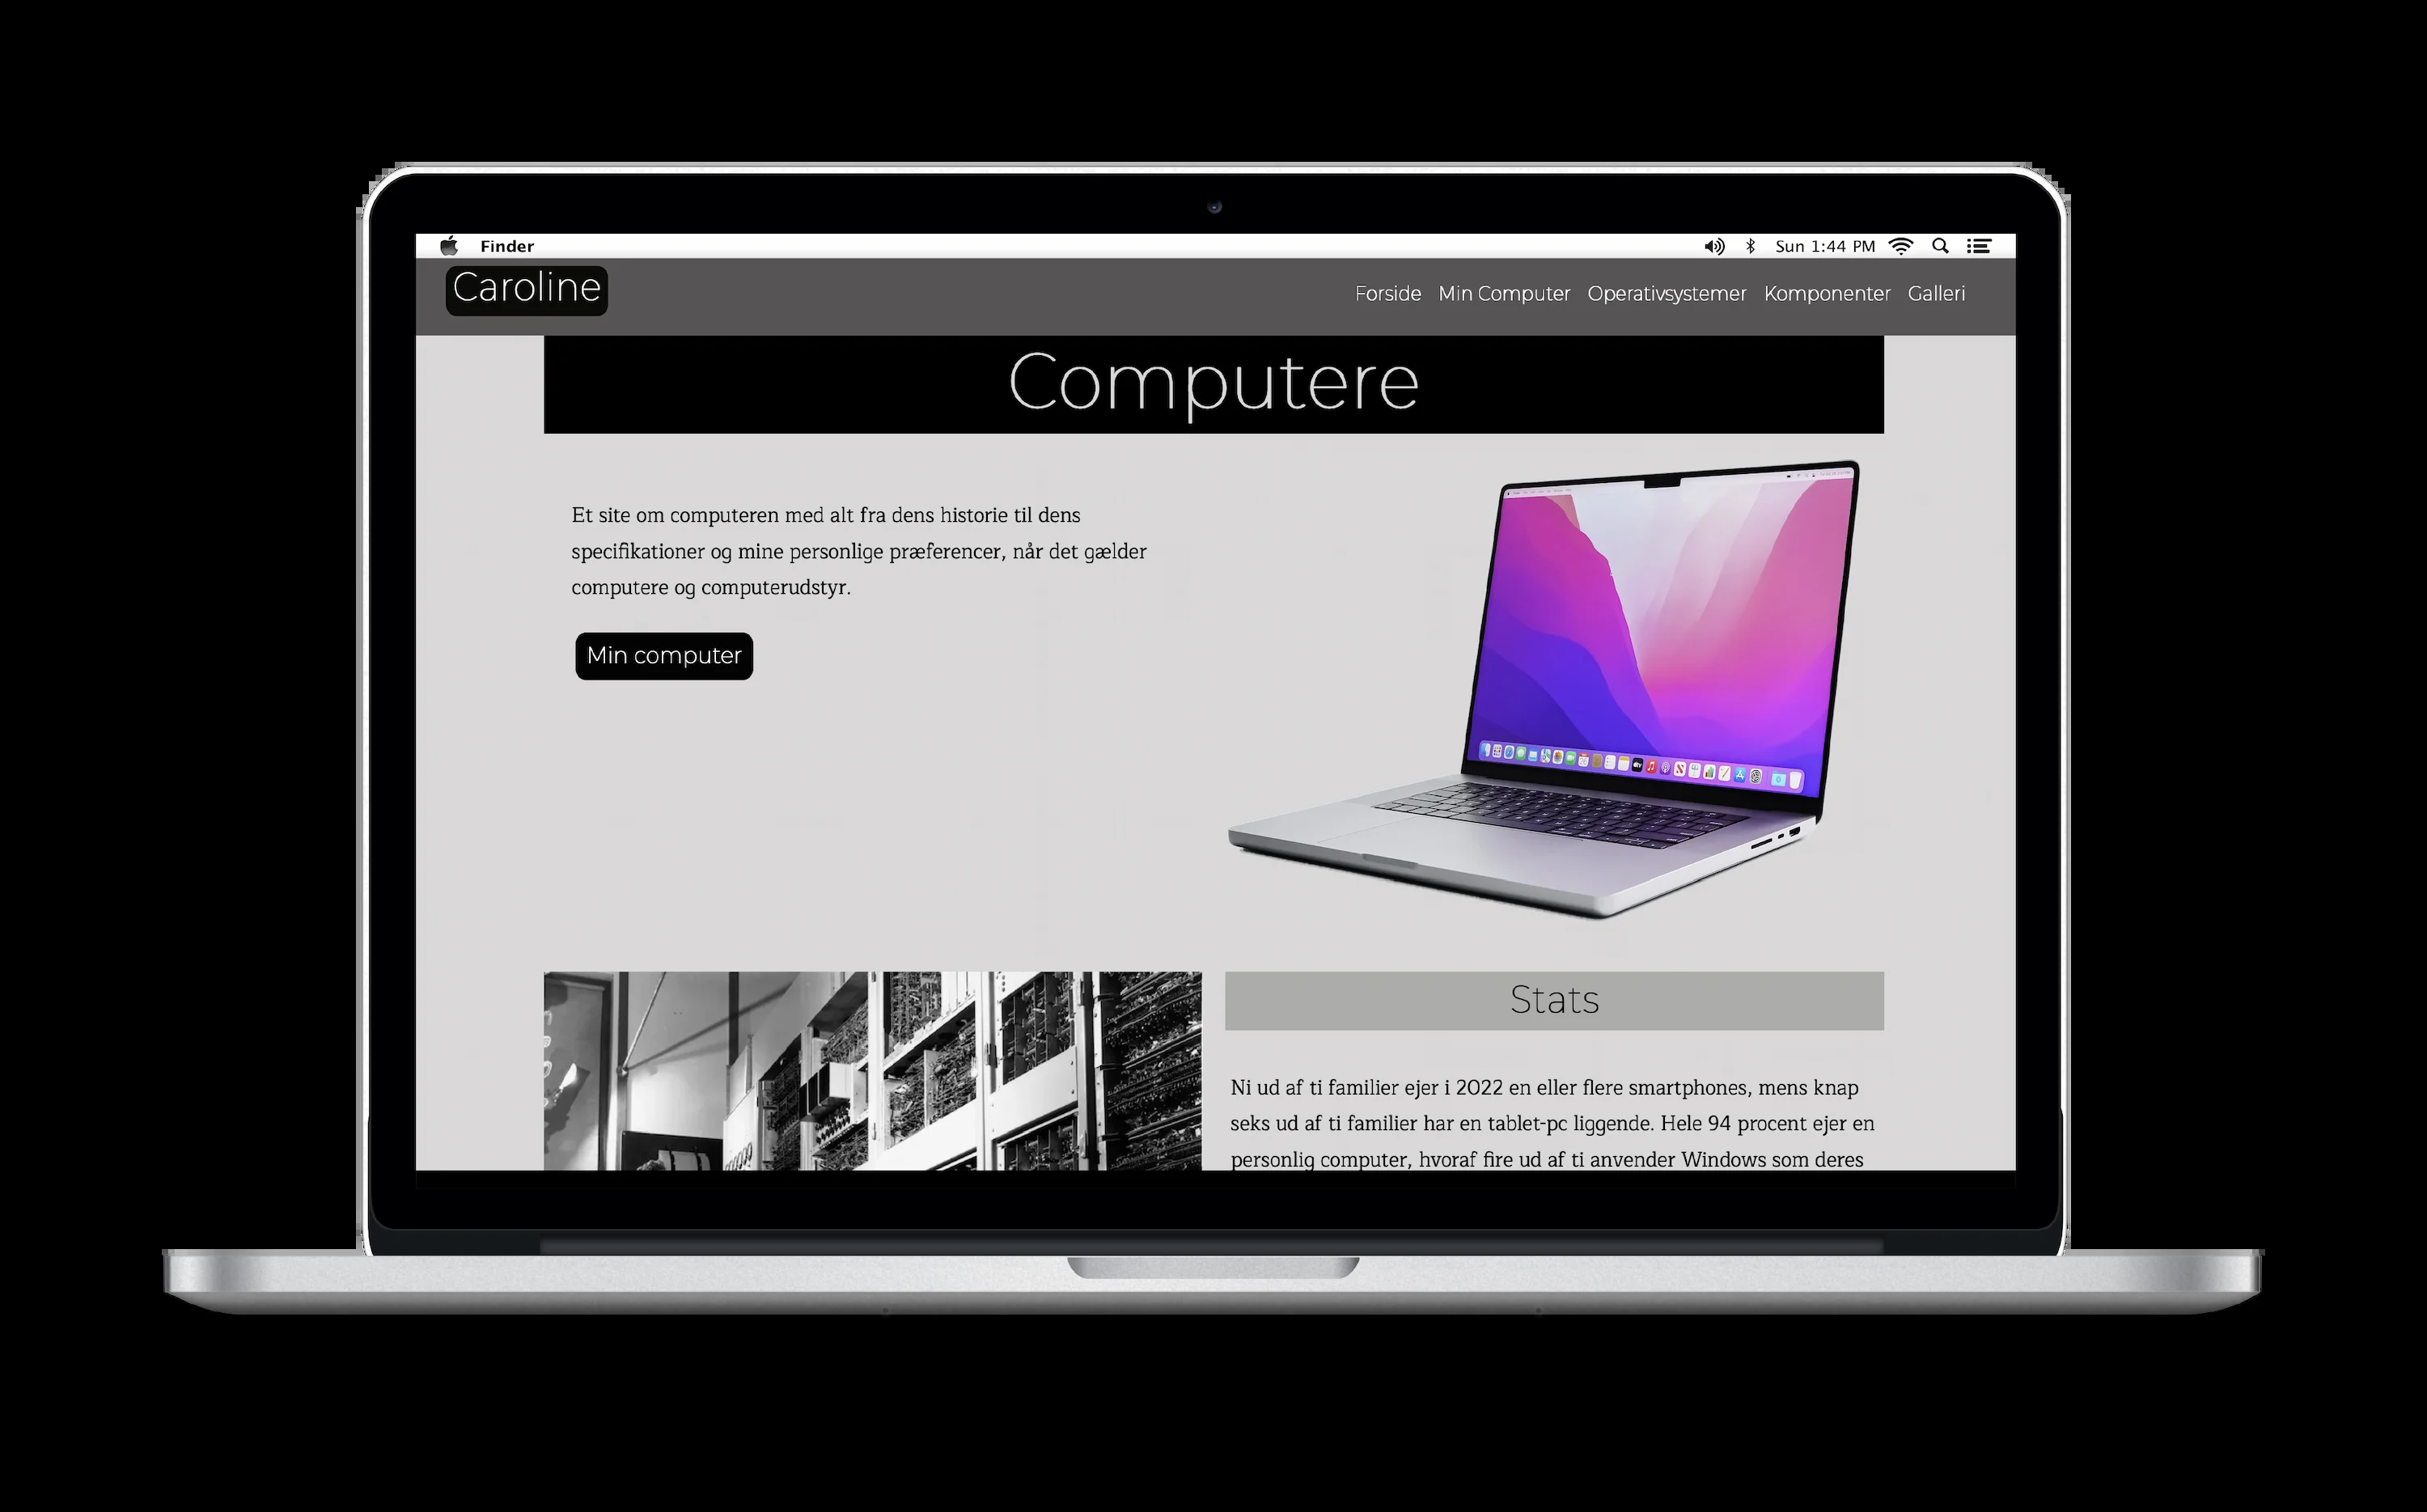 Finder
Sun 1:44 PM
Caroline
Forside Min Computer Operativsystemer Komponenter Galleri
Computere
Et site om computeren med alt fra dens historie til dens
specifikationer og mine personlige præferencer, når det gælder
computere og computerudstyr.
Min computer
Stats
Ni ud af ti familier ejer i 2022 en eller flere smartphones, mens knap
seks ud af ti familier har en tablet-pc liggende. Hele 94 procent ejer en
personlig computer, hvoraf fire ud af ti anvender Windows som deres